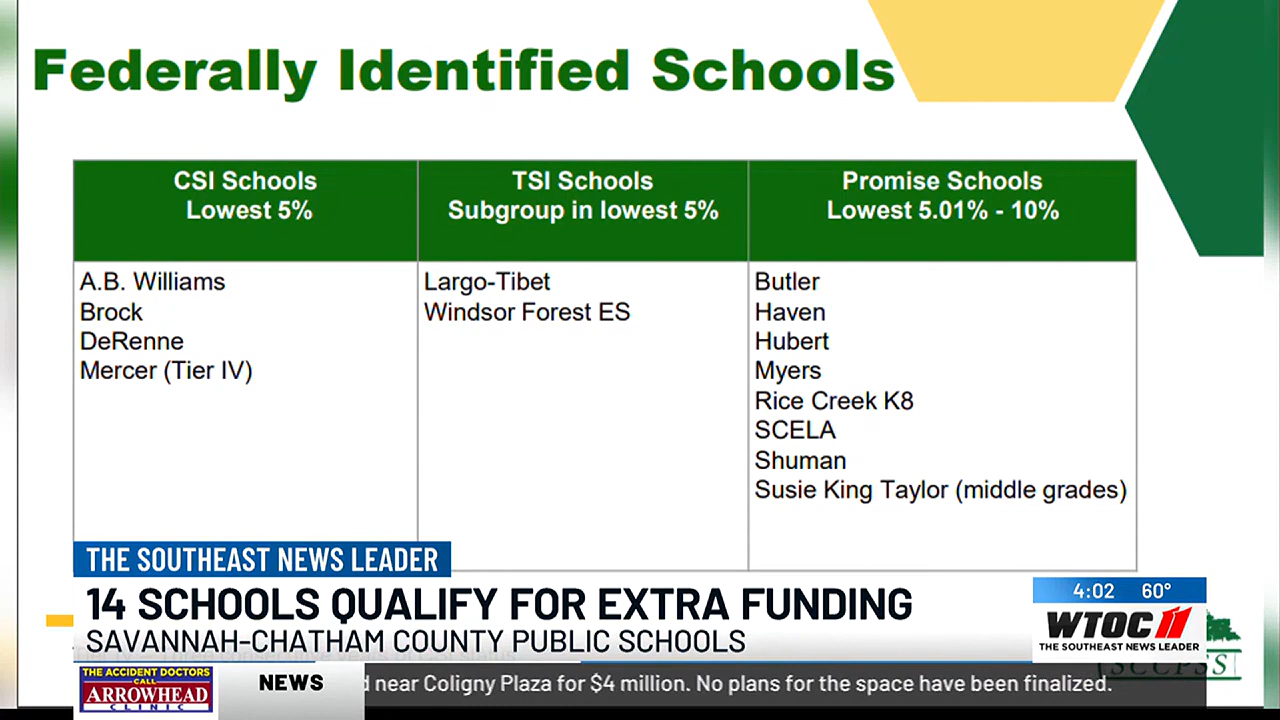 Federally Identified Schools
CSI Schools
Lowest 5%
TSI Schools
Subgroup in lowest 5%
Promise Schools
Lowest 5.01% - 10%
A.B. Williams
Brock
DeRenne
Mercer (Tier IV)
Largo-Tibet
Windsor Forest ES
Butler
Haven
Hubert
Myers
Rice Creek K8
SCELA
Shuman
Susie King Taylor (middle grades)
THE SOUTHEAST NEWS LEADER
14 SCHOOLS QUALIFY FOR EXTRA FUNDING
SAVANNAH-CHATHAM COUNTY PUBLIC SCHOOLS
4:02 60°
WTOC 11
THE SOUTHEAST NEWS LEADER
SCCPSS
THE ACCIDENT DOCTORS
CALL
ARROWHEAD
CLINIC
NEWS
near Coligny Plaza for $4 million. No plans for the space have been finalized.